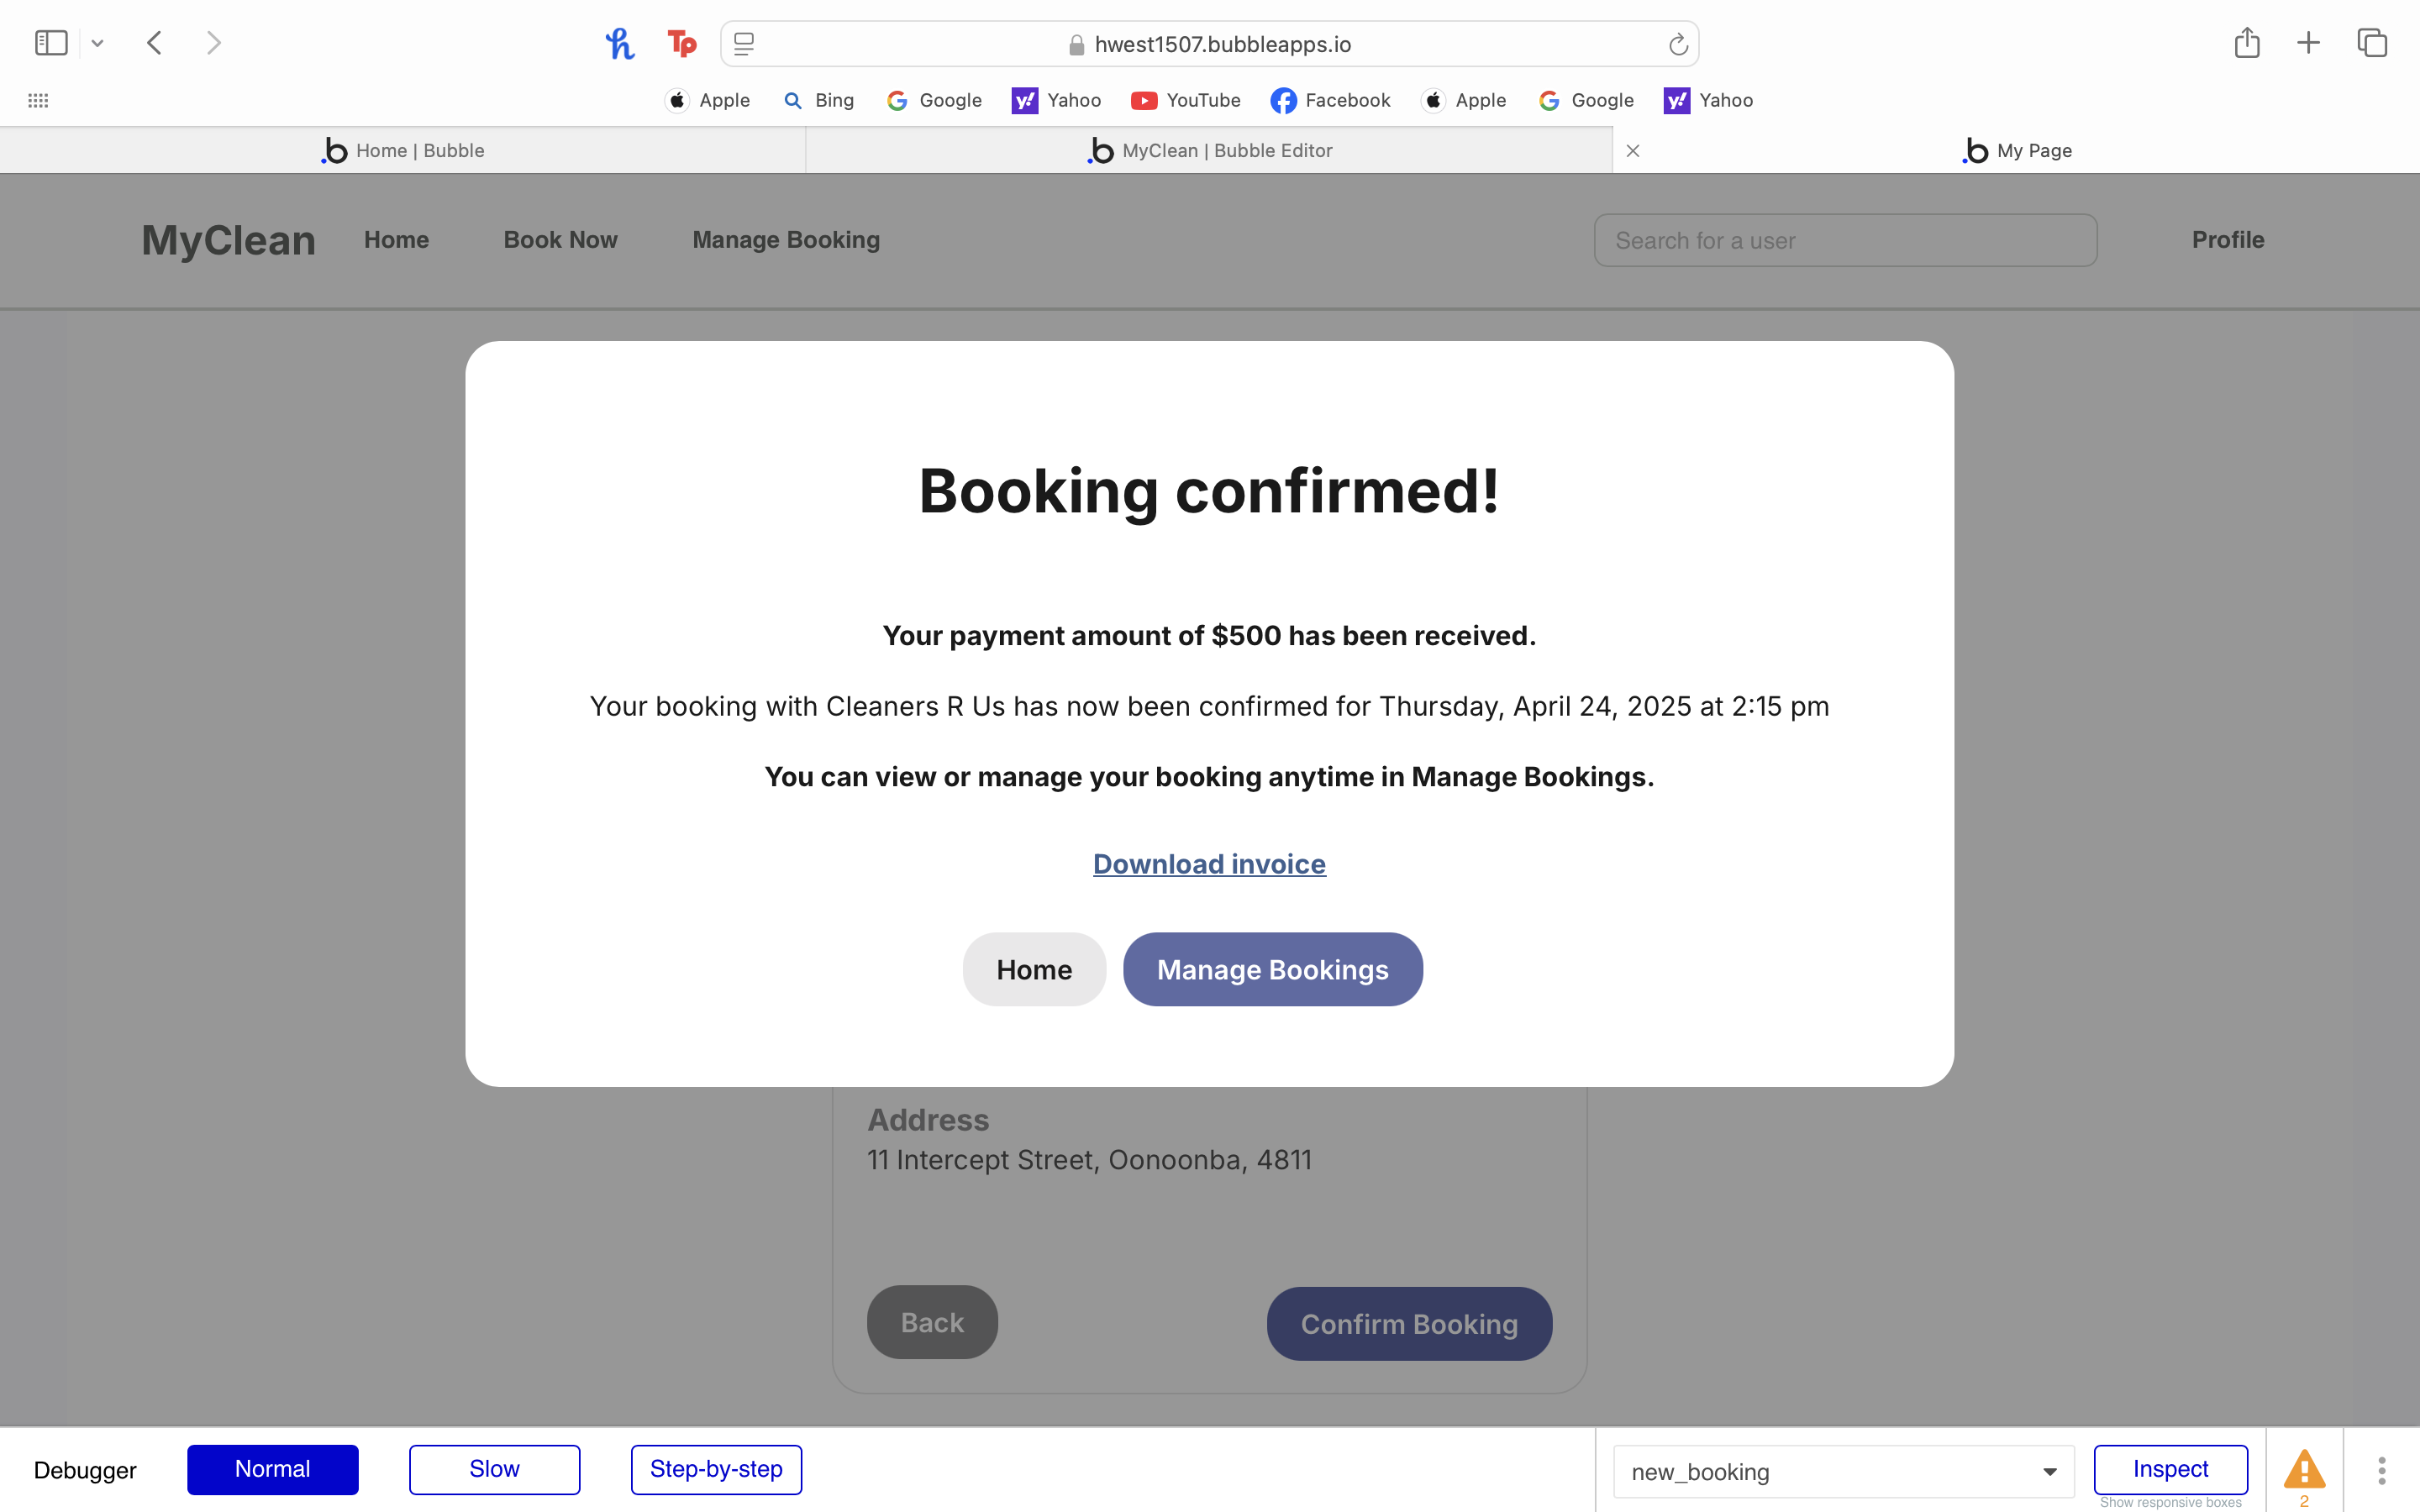 hwest1507.bubbleapps.io
Apple Bing Google Yahoo YouTube Facebook Apple Google Yahoo
Home | Bubble MyClean | Bubble Editor My Page
MyClean Home Book Now Manage Booking Search for a user Profile
Booking confirmed!
Your payment amount of $500 has been received.
Your booking with Cleaners R Us has now been confirmed for Thursday, April 24, 2025 at 2:15 pm
You can view or manage your booking anytime in Manage Bookings.
Download invoice
Home Manage Bookings
Address
11 Intercept Street, Oonoonba, 4811
Back Confirm Booking
Debugger Normal Slow Step-by-step new_booking Inspect
Show responsive boxes 2